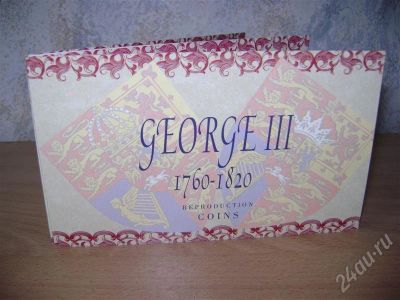 GEORGE III
1760-1820
REPRODUCTION
COINS
24au.ru